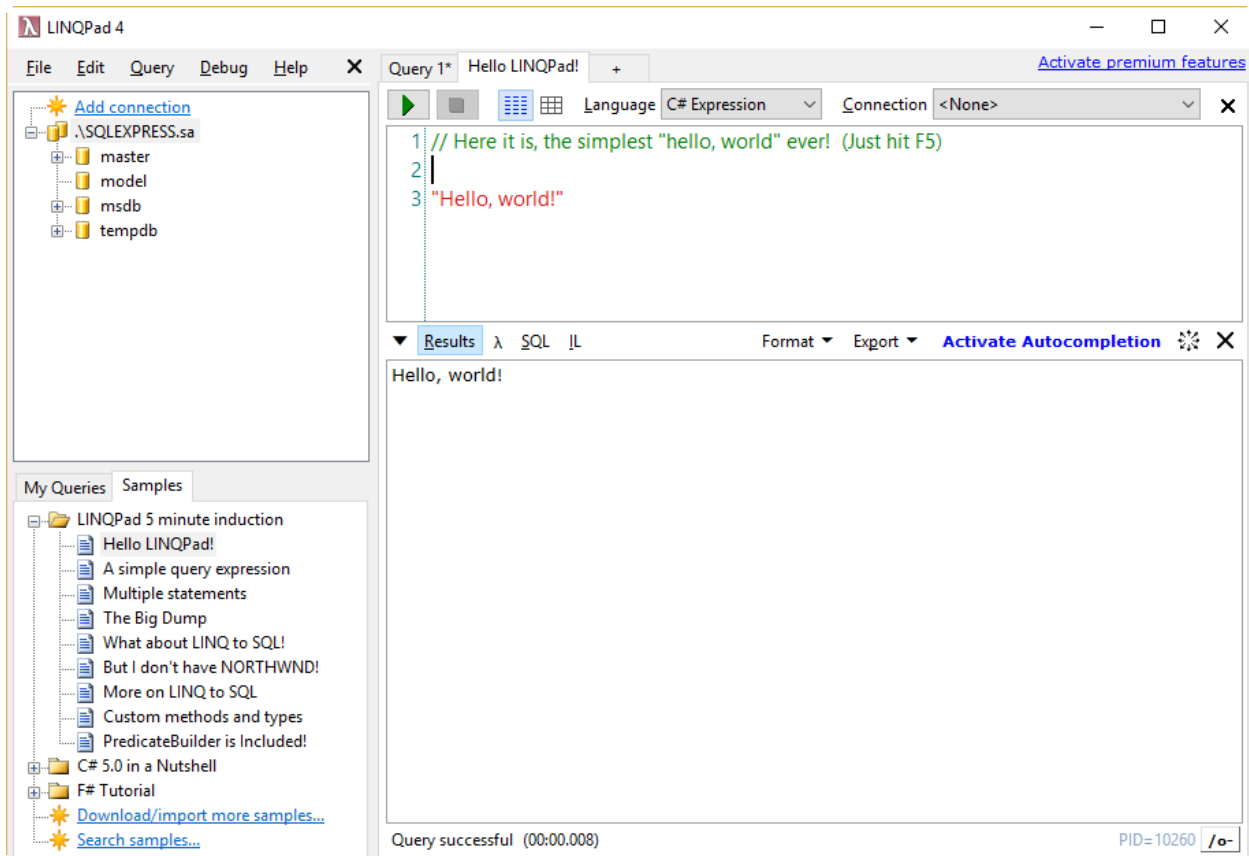 LINQPad 4
File Edit Query Debug Help
Query 1* Hello LINQPad! +
Activate premium features
Add connection
.\SQLEXPRESS.sa
master
model
msdb
tempdb
Language C# Expression Connection <None>
1 // Here it is, the simplest "hello, world" ever! (Just hit F5)
2
3 "Hello, world!"
Results λ SQL IL Format Export Activate Autocompletion
Hello, world!
My Queries Samples
LINQPad 5 minute induction
Hello LINQPad!
A simple query expression
Multiple statements
The Big Dump
What about LINQ to SQL!
But I don't have NORTHWND!
More on LINQ to SQL
Custom methods and types
PredicateBuilder is Included!
C# 5.0 in a Nutshell
F# Tutorial
Download/import more samples...
Search samples...
Query successful (00:00.008)
PID=10260 /o-